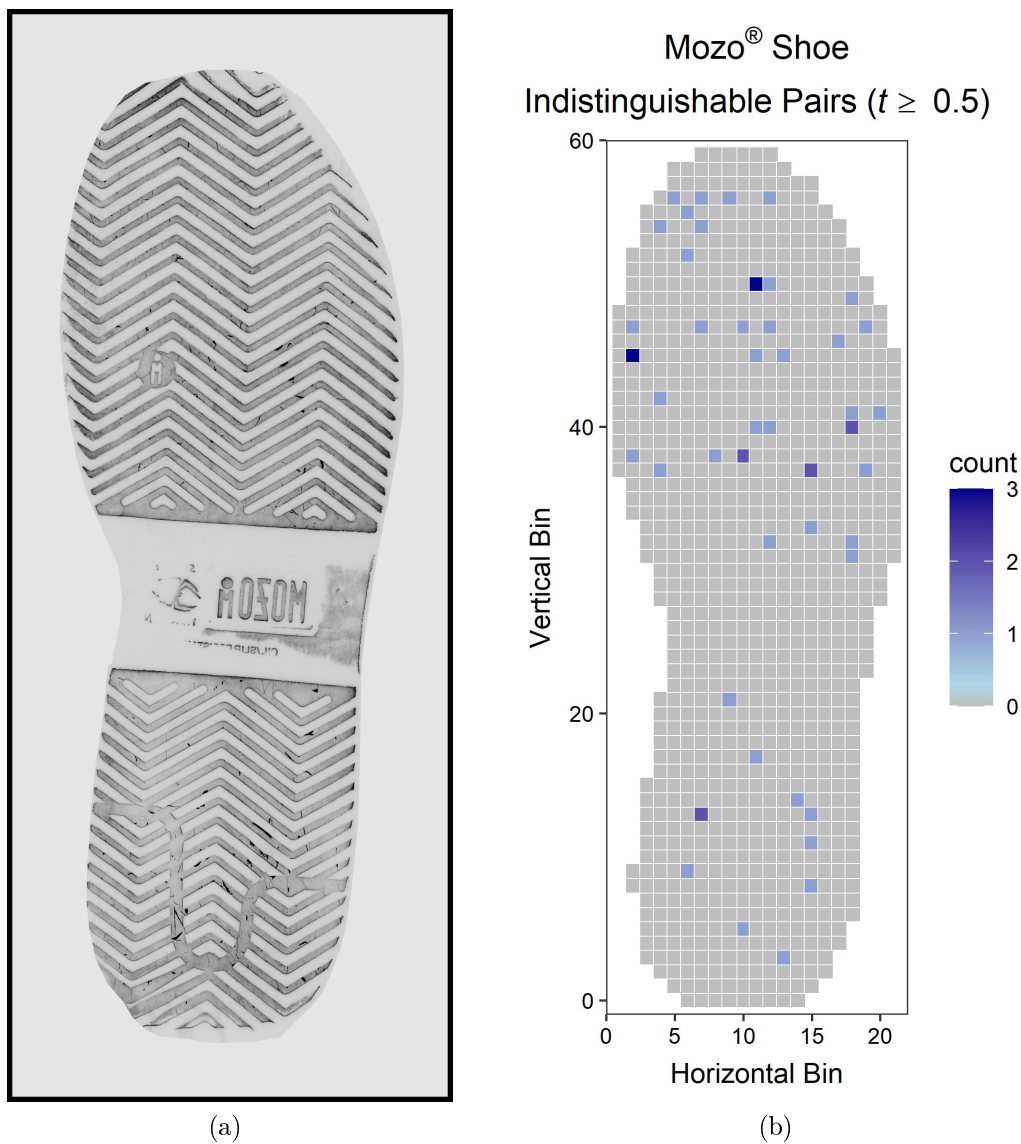 Mozo® Shoe
Indistinguishable Pairs (t ≥ 0.5)
60
40
20
0
Vertical Bin
0 5 10 15 20
Horizontal Bin
count
3
2
1
0
MOZO
(a)
(b)